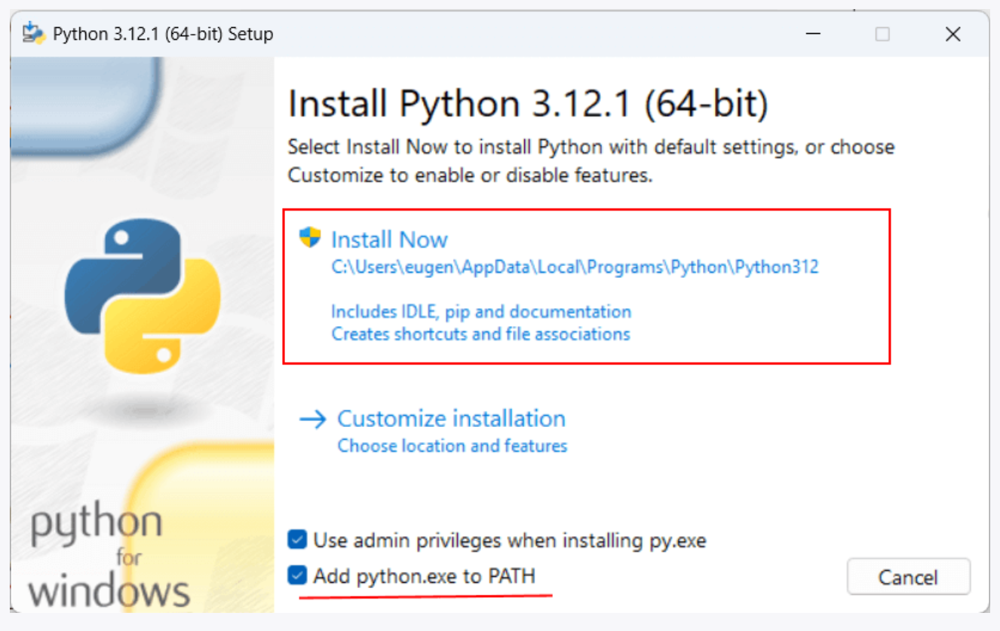 Python 3.12.1 (64-bit) Setup
Install Python 3.12.1 (64-bit)
Select Install Now to install Python with default settings, or choose
Customize to enable or disable features.
Install Now
C:\Users\eugen\AppData\Local\Programs\Python\Python312
Includes IDLE, pip and documentation
Creates shortcuts and file associations
Customize installation
Choose location and features
Use admin privileges when installing py.exe
Add python.exe to PATH
Cancel
python
for
windows